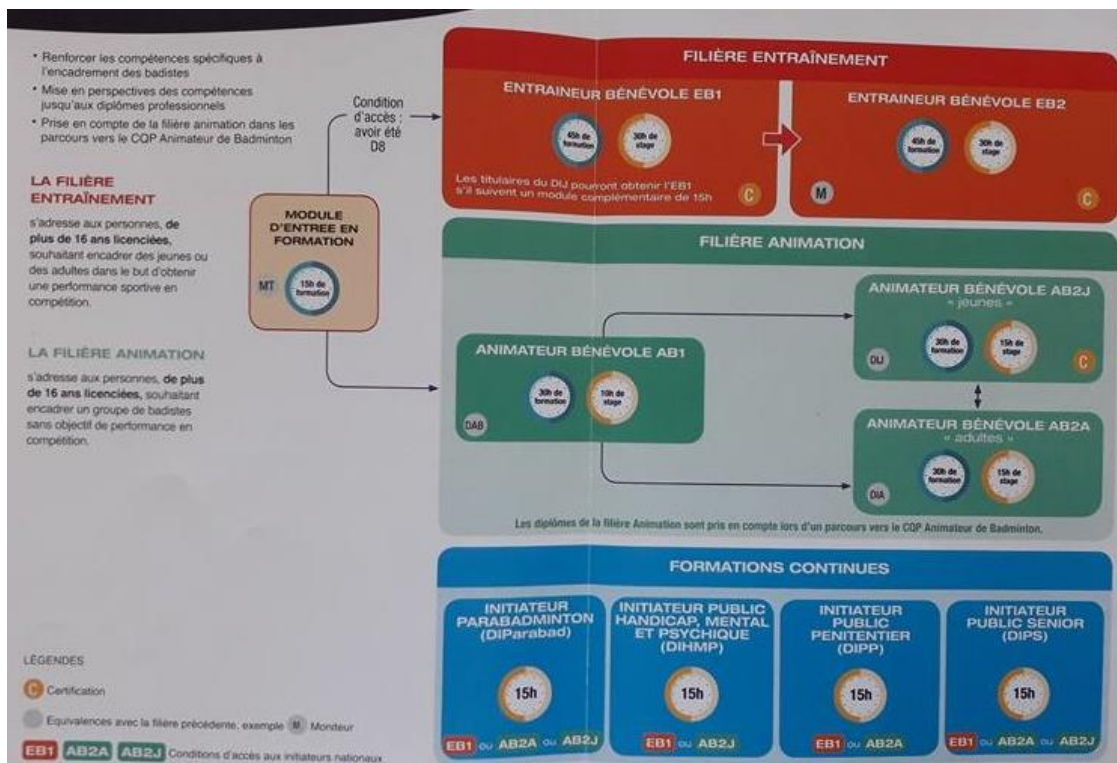 • Renforcer les compétences spécifiques à
l'encadrement des badistes
• Mise en perspectives des compétences
jusqu'aux diplômes professionnels
• Prise en compte de la filière animation dans les
parcours vers le CQP Animateur de Badminton
LA FILIÈRE
ENTRAÎNEMENT
s'adresse aux personnes, de
plus de 16 ans licenciées,
souhaitant encadrer des jeunes ou
des adultes dans le but d'obtenir
une performance sportive en
compétition.
LA FILIÈRE ANIMATION
s'adresse aux personnes, de plus
de 16 ans licenciées, souhaitant
encadrer un groupe de badistes
sans objectif de performance en
compétition.
LÉGENDES
C Certification
Equivalences avec la filière précédente, exemple M Moniteur
EB1 AB2A AB2J Conditions d'accès aux initiateurs nationaux
MODULE
D'ENTREE EN
FORMATION
MT
15h de
formation
Condition
d'accès :
avoir été
D8
FILIÈRE ENTRAÎNEMENT
ENTRAINEUR BÉNÉVOLE EB1
45h de
formation
30h de
stage
Les titulaires du DIJ pourront obtenir l'EB1
s'il suivent un module complémentaire de 15h
C
ENTRAINEUR BÉNÉVOLE EB2
45h de
formation
30h de
stage
M
C
FILIÈRE ANIMATION
ANIMATEUR BÉNÉVOLE AB1
30h de
formation
10h de
stage
DAB
ANIMATEUR BÉNÉVOLE AB2J
« jeunes »
30h de
formation
15h de
stage
DIJ
C
ANIMATEUR BÉNÉVOLE AB2A
« adultes »
30h de
formation
15h de
stage
DIA
Les diplômes de la filière Animation sont pris en compte lors d'un parcours vers le CQP Animateur de Badminton.
FORMATIONS CONTINUES
INITIATEUR
PARABADMINTON
(DIParabad)
15h
EB1 ou AB2A ou AB2J
INITIATEUR PUBLIC
HANDICAP, MENTAL
ET PSYCHIQUE
(DIHMP)
15h
EB1 ou AB2J
INITIATEUR
PUBLIC
PENITENTIER
(DIPP)
15h
EB1 ou AB2A
INITIATEUR
PUBLIC SENIOR
(DIPS)
15h
EB1 ou AB2A ou AB2J